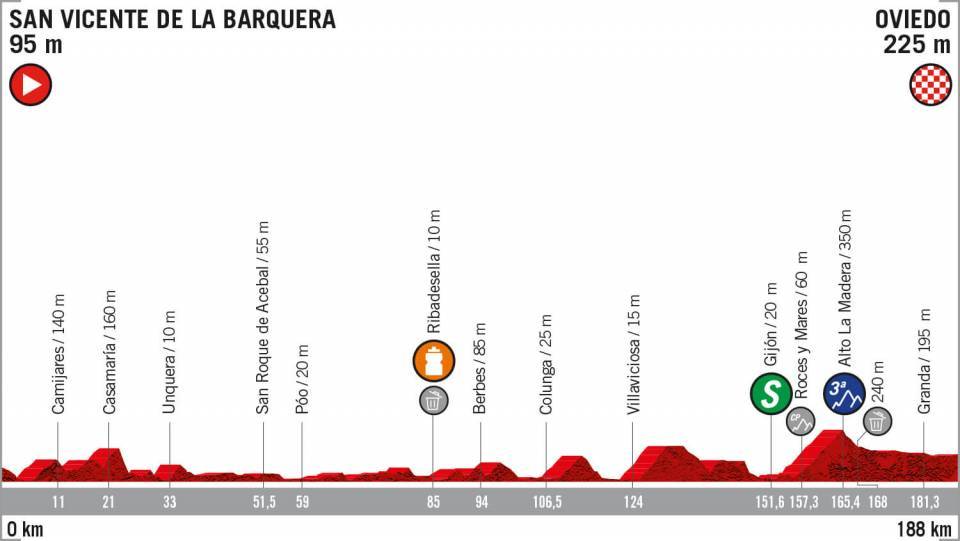 SAN VICENTE DE LA BARQUERA
95 m
OVIEDO
225 m
Camijares / 140 m
Casamaría / 160 m
Unquera / 10 m
San Roque de Acebal / 55 m
Póo / 20 m
Ribadesella / 10 m
Berbes / 85 m
Colunga / 25 m
Villaviciosa / 15 m
Gijón / 20 m
S
Roces y Mares / 60 m
CP
Alto La Madera / 350 m
3ª
240 m
Granda / 195 m
11
21
33
51,5
59
85
94
106,5
124
151,6
157,3
165,4
168
181,3
0 km
188 km